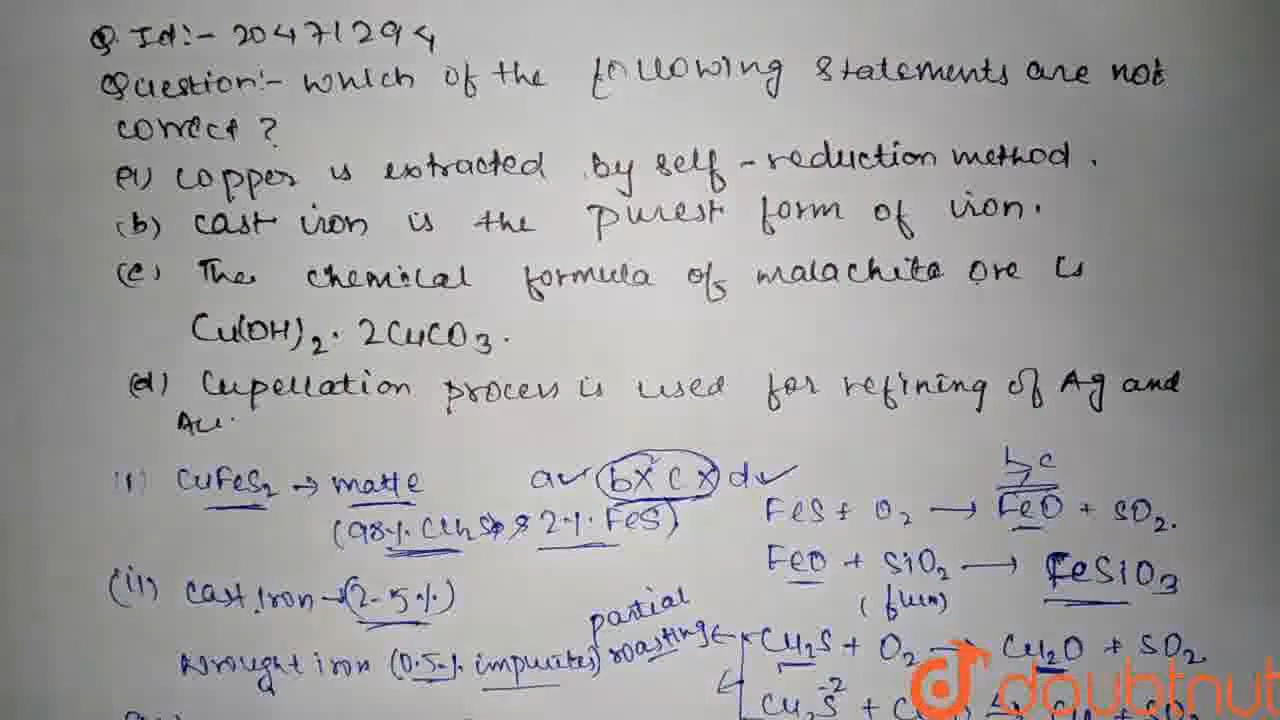 Q. Id:- 20471294
Question:- which of the following statements are not
correct?
(a) copper is extracted by self-reduction method.
(b) cast iron is the purest form of iron.
(c) The chemical formula of malachite ore is
Cu(OH)2. 2CuCO3.
(d) Cupellation process is used for refining of Ag and
Au.
(i) CuFeS2 → matte
a✓ b× c× d✓
b, c
(98% Cu2S 2% FeS)
FeS + O2 → FeO + SO2.
FeO + SiO2 → FeSiO3
(flux)
(ii) cast iron → (2-5%)
wrought iron (0.5% impurites)
partial
roasting
Cu2S + O2 → Cu2O + SO2
Cu2S-2 +
doubtnut